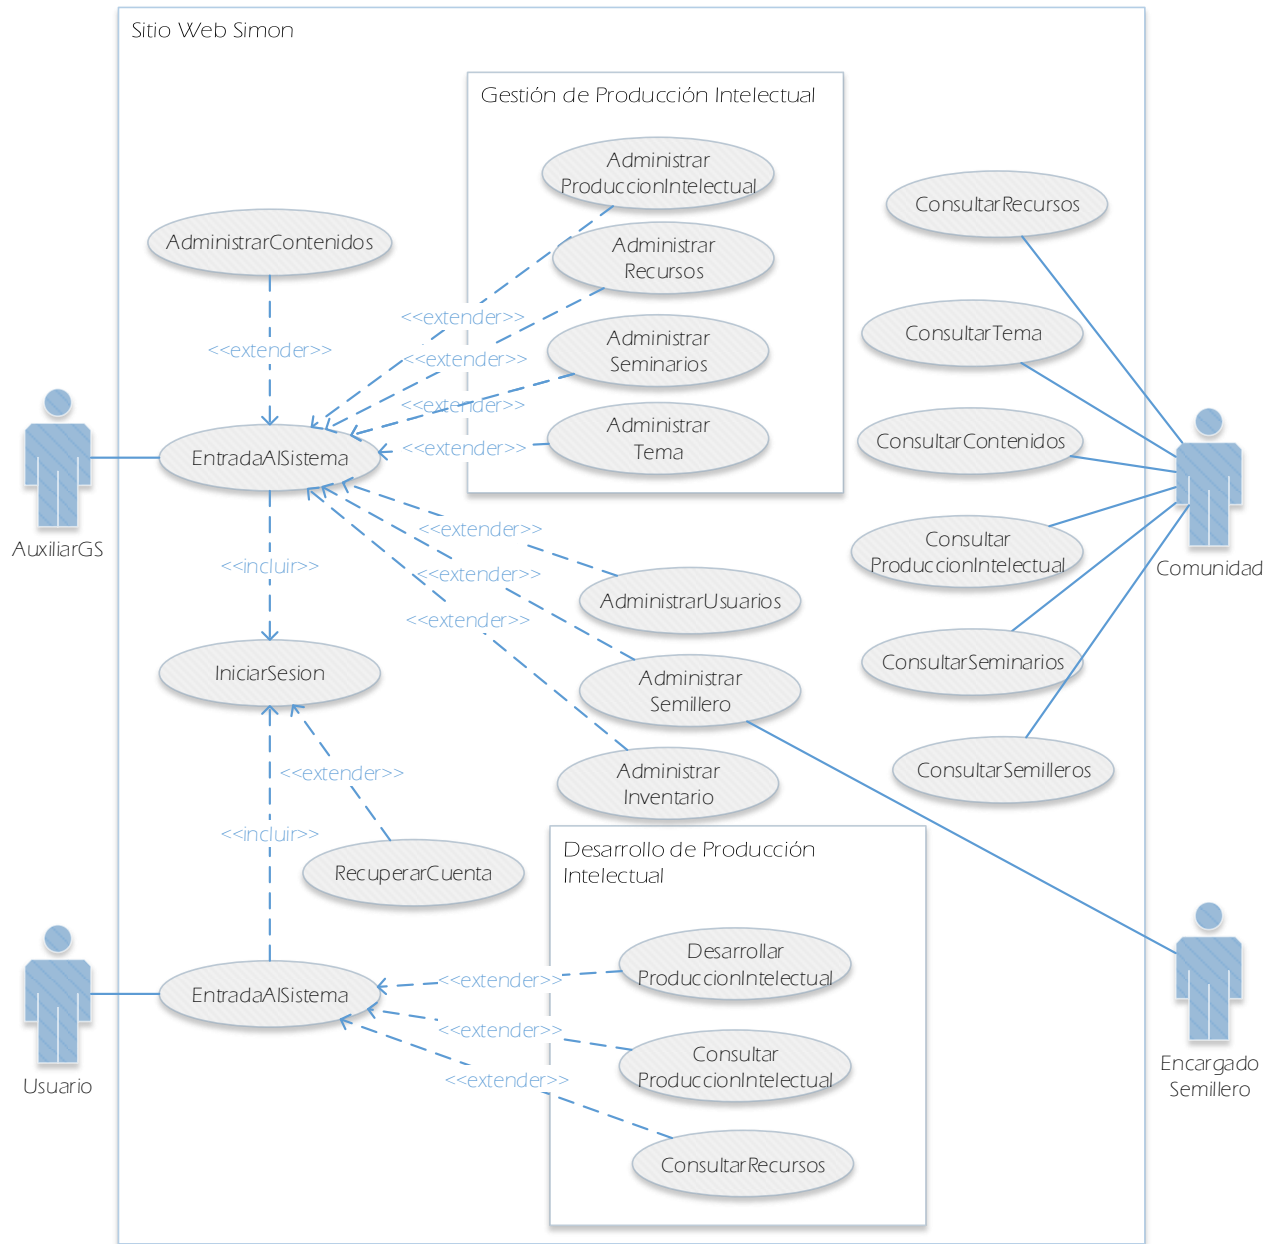 Sitio Web Simon
Gestión de Producción Intelectual
Administrar
ProduccionIntelectual
Administrar
Recursos
Administrar
Seminarios
Administrar
Tema
AdministrarContenidos
<<extender>>
<<extender>>
<<extender>>
<<extender>>
<<extender>>
EntradaAlSistema
AuxiliarGS
<<incluir>>
<<extender>>
<<extender>>
<<extender>>
AdministrarUsuarios
Administrar
Semillero
Administrar
Inventario
IniciarSesion
<<extender>>
<<incluir>>
RecuperarCuenta
ConsultarRecursos
ConsultarTema
ConsultarContenidos
Consultar
ProduccionIntelectual
ConsultarSeminarios
ConsultarSemilleros
Comunidad
Desarrollo de Producción
Intelectual
Desarrollar
ProduccionIntelectual
Consultar
ProduccionIntelectual
ConsultarRecursos
<<extender>>
<<extender>>
<<extender>>
EntradaAlSistema
Usuario
Encargado
Semillero